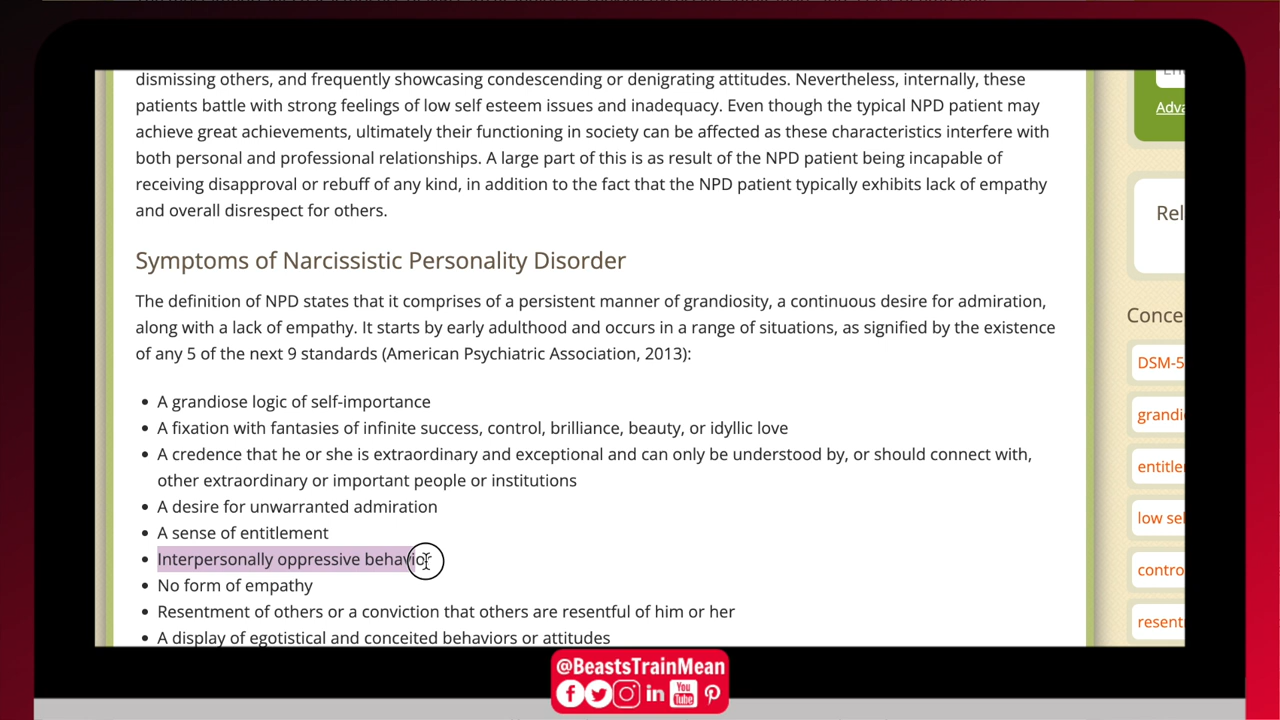 dismissing others, and frequently showcasing condescending or denigrating attitudes. Nevertheless, internally, these
patients battle with strong feelings of low self esteem issues and inadequacy. Even though the typical NPD patient may
achieve great achievements, ultimately their functioning in society can be affected as these characteristics interfere with
both personal and professional relationships. A large part of this is as result of the NPD patient being incapable of
receiving disapproval or rebuff of any kind, in addition to the fact that the NPD patient typically exhibits lack of empathy
and overall disrespect for others.
Symptoms of Narcissistic Personality Disorder
The definition of NPD states that it comprises of a persistent manner of grandiosity, a continuous desire for admiration,
along with a lack of empathy. It starts by early adulthood and occurs in a range of situations, as signified by the existence
of any 5 of the next 9 standards (American Psychiatric Association, 2013):
• A grandiose logic of self-importance
• A fixation with fantasies of infinite success, control, brilliance, beauty, or idyllic love
• A credence that he or she is extraordinary and exceptional and can only be understood by, or should connect with,
other extraordinary or important people or institutions
• A desire for unwarranted admiration
• A sense of entitlement
• Interpersonally oppressive behavior
• No form of empathy
• Resentment of others or a conviction that others are resentful of him or her
• A display of egotistical and conceited behaviors or attitudes
Adva
Rel
Conce
DSM-5
grandi
entitle
low sel
contro
resent
@BeastsTrainMean
in
You
Tube